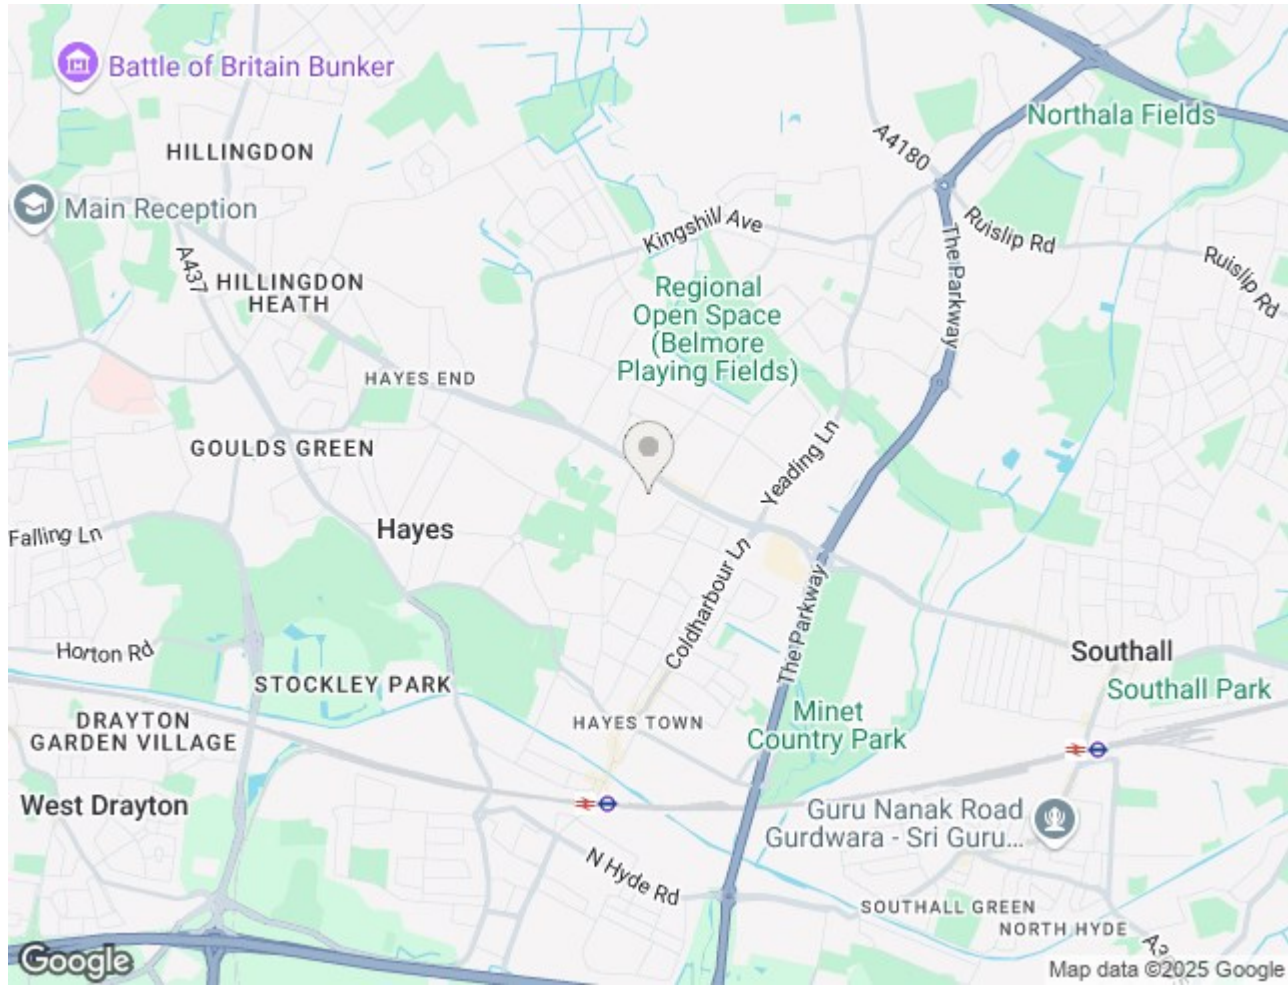 Battle of Britain Bunker
HILLINGDON
Main Reception
A437
HILLINGDON
HEATH
Kingshill Ave
A4180
Northala Fields
Ruislip Rd
Ruislip Rd
The Parkway
Regional
Open Space
(Belmore
Playing Fields)
HAYES END
GOULDS GREEN
Yeading Ln
Falling Ln
Hayes
Coldharbour Ln
The Parkway
Horton Rd
STOCKLEY PARK
Southall
Southall Park
DRAYTON
GARDEN VILLAGE
HAYES TOWN
Minet
Country Park
West Drayton
Guru Nanak Road
Gurdwara - Sri Guru...
N Hyde Rd
SOUTHALL GREEN
NORTH HYDE
Google
Map data ©2025 Google